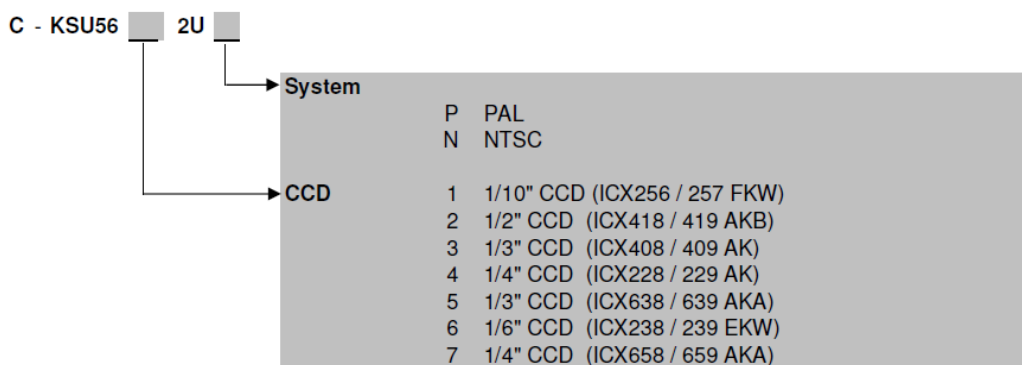 C - KSU56 __ 2U __
System
P PAL
N NTSC
CCD
1 1/10" CCD (ICX256 / 257 FKW)
2 1/2" CCD (ICX418 / 419 AKB)
3 1/3" CCD (ICX408 / 409 AK)
4 1/4" CCD (ICX228 / 229 AK)
5 1/3" CCD (ICX638 / 639 AKA)
6 1/6" CCD (ICX238 / 239 EKW)
7 1/4" CCD (ICX658 / 659 AKA)